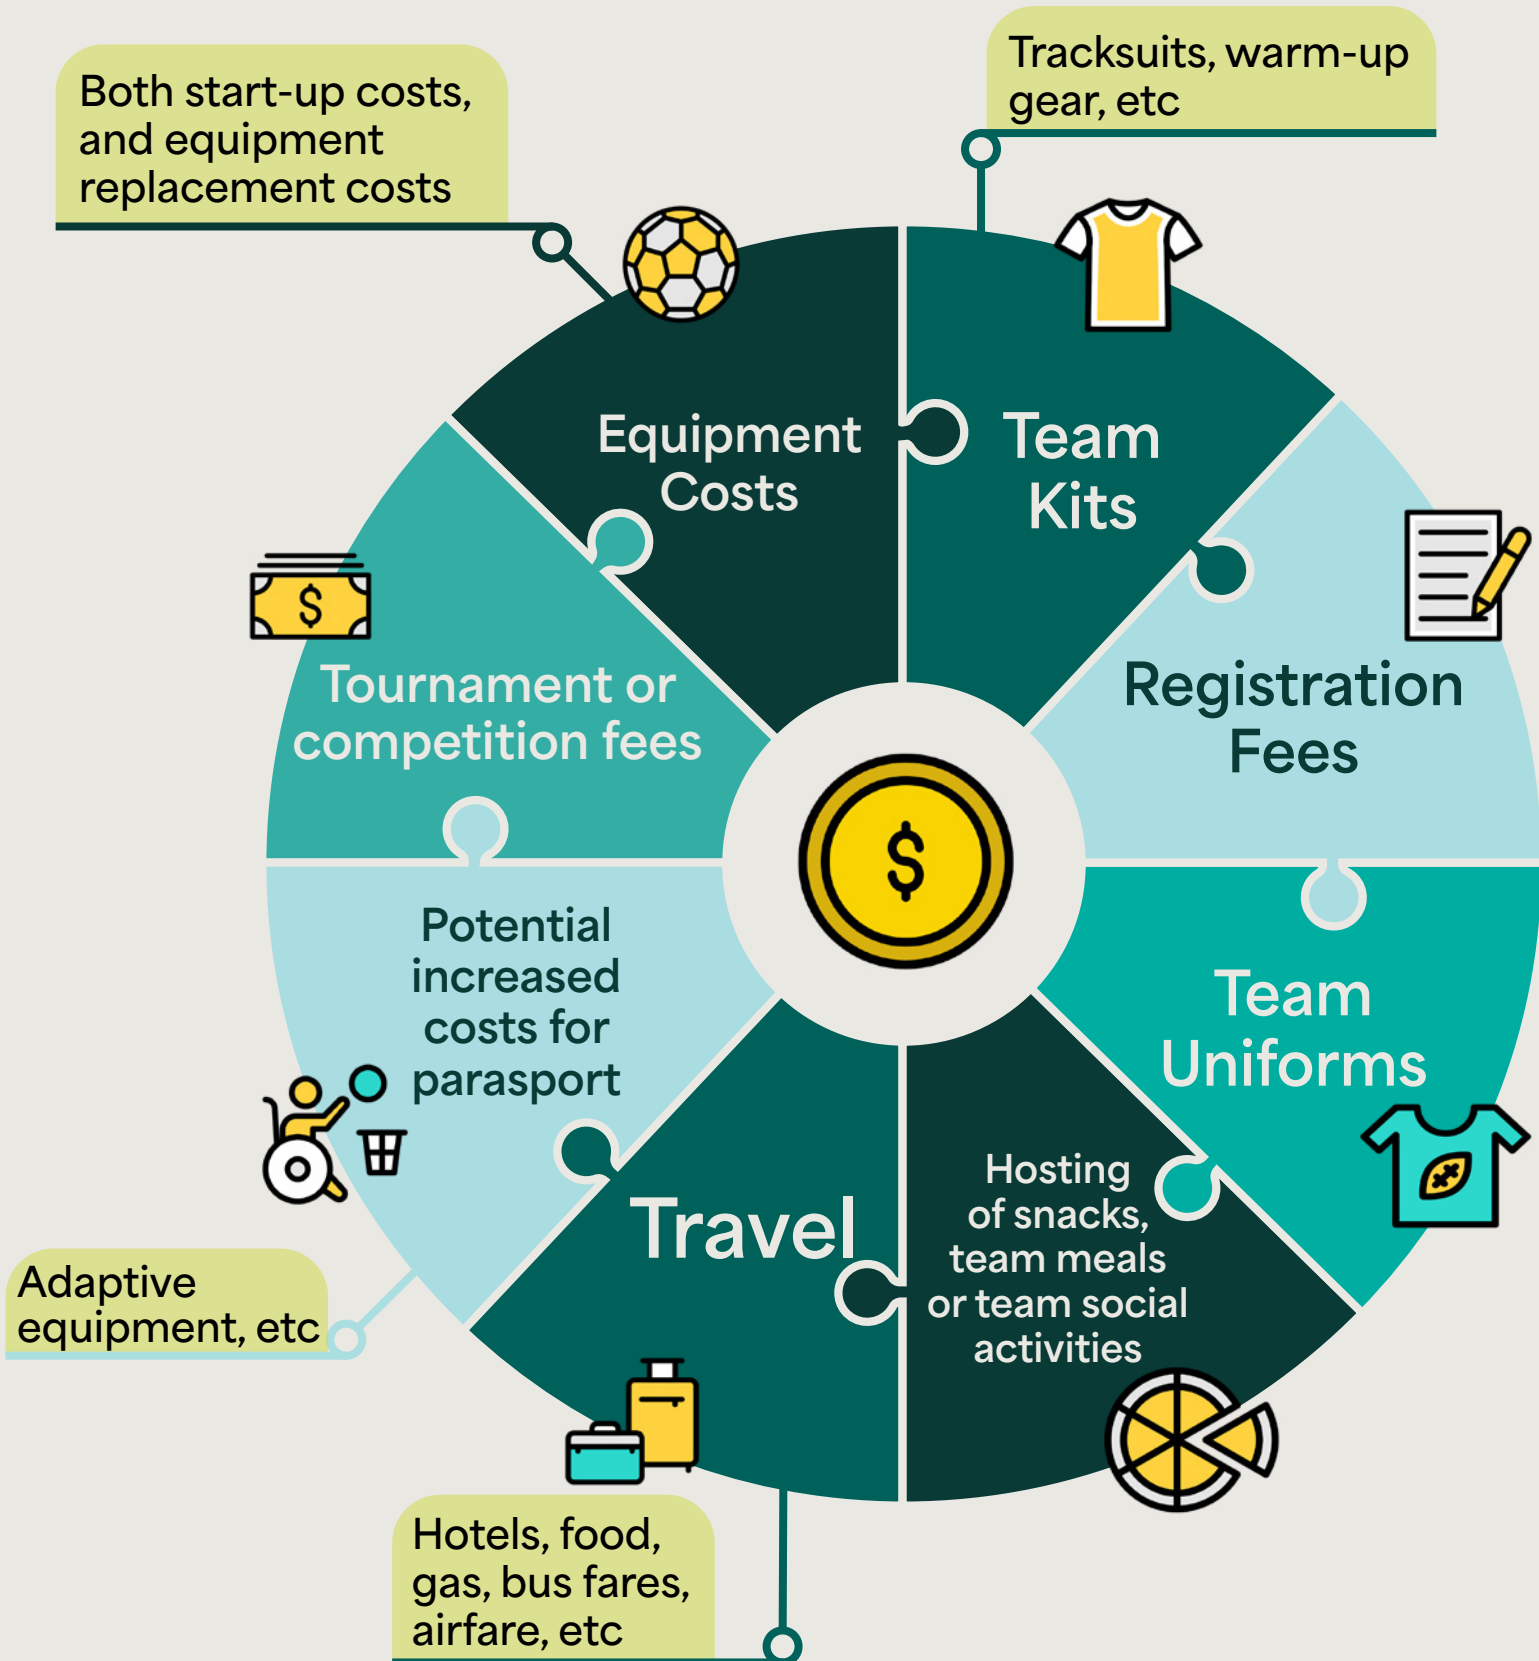 Both start-up costs,
and equipment
replacement costs
Tracksuits, warm-up
gear, etc
Equipment
Costs
Team
Kits
Registration
Fees
Team
Uniforms
Hosting
of snacks,
team meals
or team social
activities
Travel
Hotels, food,
gas, bus fares,
airfare, etc
Potential
increased
costs for
parasport
Adaptive
equipment, etc
Tournament or
competition fees
$
$